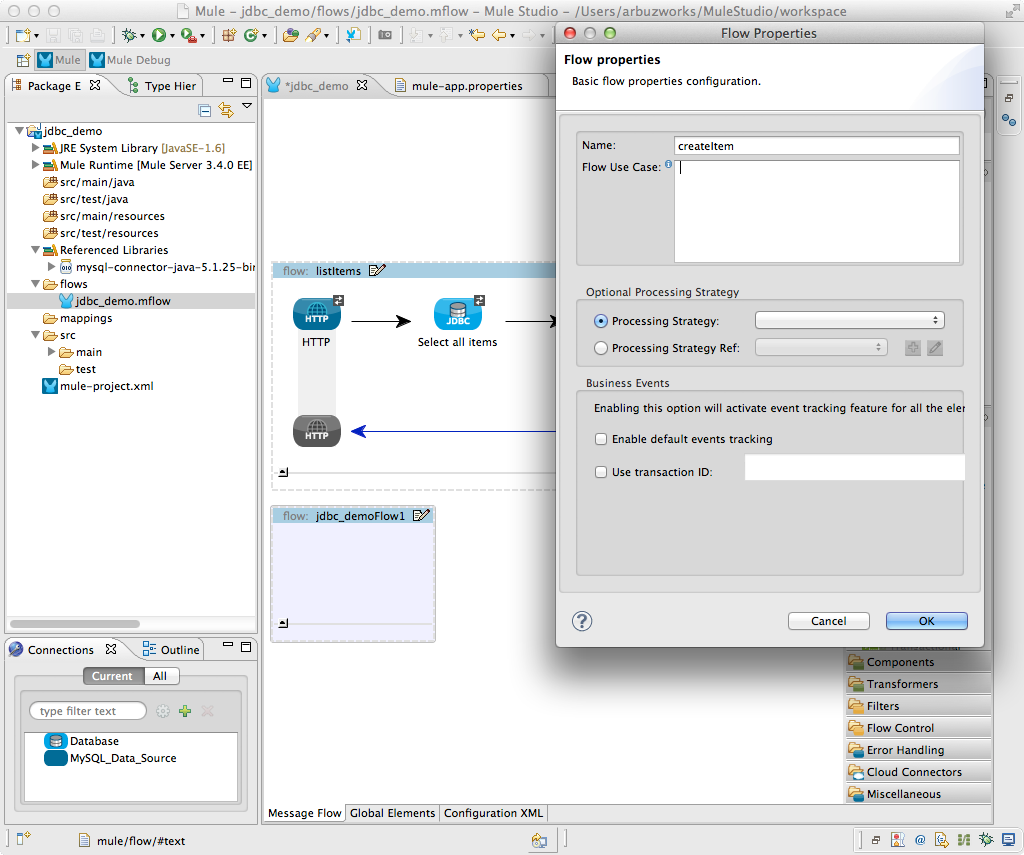 Mule – jdbc_demo/flows/jdbc_demo.mflow – Mule Studio – /Users/arbuzworks/MuleStudio/workspace
Mule
Mule Debug
Package E
Type Hier
jdbc_demo
JRE System Library [JavaSE-1.6]
Mule Runtime [Mule Server 3.4.0 EE]
src/main/java
src/test/java
src/main/resources
src/test/resources
Referenced Libraries
mysql-connector-java-5.1.25-bin
flows
jdbc_demo.mflow
mappings
src
main
test
mule-project.xml
*jdbc_demo
mule-app.properties
flow: listItems
HTTP
HTTP
JDBC
Select all items
HTTP
flow: jdbc_demoFlow1
Flow Properties
Flow properties
Basic flow properties configuration.
Name:
createItem
Flow Use Case:
Optional Processing Strategy
Processing Strategy:
Processing Strategy Ref:
Business Events
Enabling this option will activate event tracking feature for all the eler
Enable default events tracking
Use transaction ID:
?
Cancel
OK
Connections
Outline
Current
All
type filter text
Database
MySQL_Data_Source
Components
Transformers
Filters
Flow Control
Error Handling
Cloud Connectors
Miscellaneous
Message Flow
Global Elements
Configuration XML
mule/flow/#text